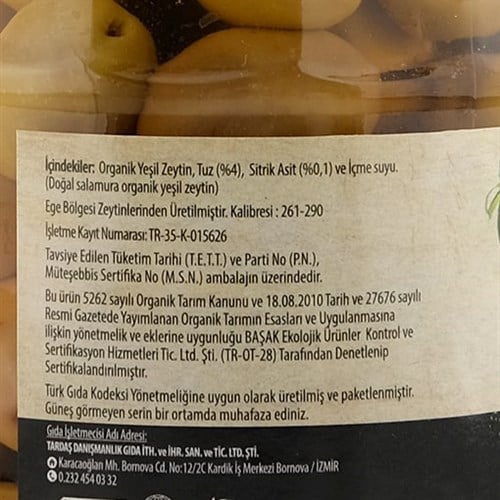 İçindekiler: Organik Yeşil Zeytin, Tuz (%4), Sitrik Asit (%0,1) ve İçme suyu.
(Doğal salamura organik yeşil zeytin)
Ege Bölgesi Zeytinlerinden Üretilmiştir. Kalibresi : 261-290
İşletme Kayıt Numarası: TR-35-K-015626
Tavsiye Edilen Tüketim Tarihi (T.E.T.T.) ve Parti No (P.N.),
Müteşebbis Sertifika No (M.S.N.) ambalajın üzerindedir.
Bu ürün 5262 sayılı Organik Tarım Kanunu ve 18.08.2010 Tarih ve 27676 sayılı
Resmi Gazetede Yayımlanan Organik Tarımın Esasları ve Uygulanmasına
ilişkin yönetmelik ve eklerine uygunluğu BAŞAK Ekolojik Ürünler Kontrol ve
Sertifikasyon Hizmetleri Tic. Ltd. Şti. (TR-OT-28) Tarafından Denetlenip
Sertifikalandırılmıştır.
Türk Gıda Kodeksi Yönetmeliğine uygun olarak üretilmiş ve paketlenmiştir.
Güneş görmeyen serin bir ortamda muhafaza ediniz.
Gıda İşletmecisi Adı Adresi:
TARDAŞ DANIŞMANLIK GIDA İTH. ve İHR. SAN. ve TİC. LTD. ŞTİ.
Karacaoğlan Mh. Bornova Cd. No:12/2C Kardik İş Merkezi Bornova / İZMİR
0.232 454 03 32